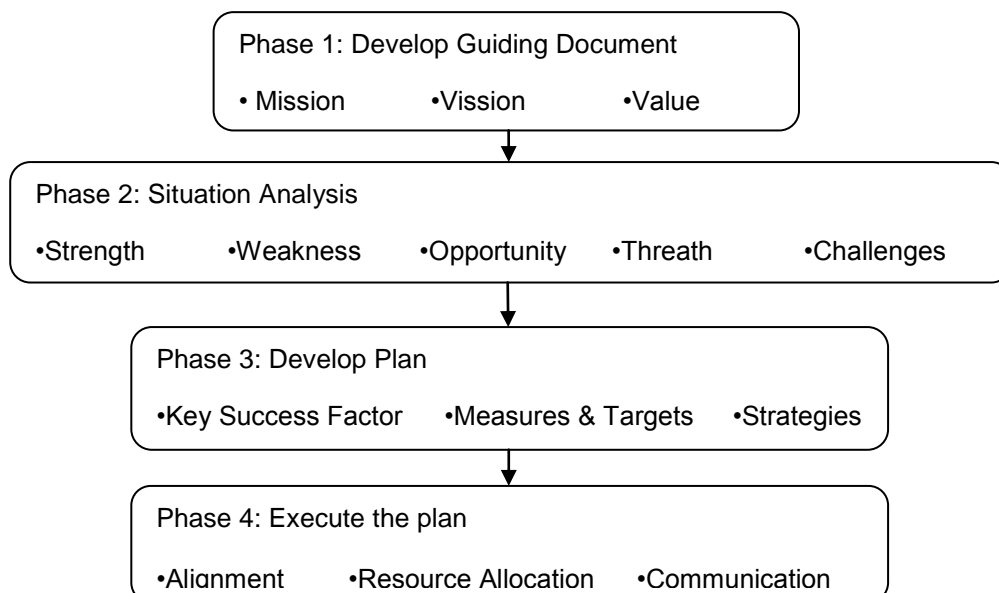 Phase 1: Develop Guiding Document
• Mission •Vission •Value
Phase 2: Situation Analysis
•Strength •Weakness •Opportunity •Threath •Challenges
Phase 3: Develop Plan
•Key Success Factor •Measures & Targets •Strategies
Phase 4: Execute the plan
•Alignment •Resource Allocation •Communication